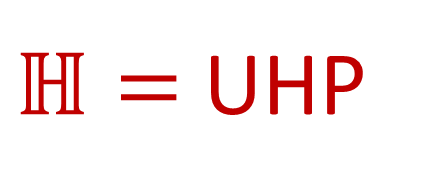 ℍ = UHP